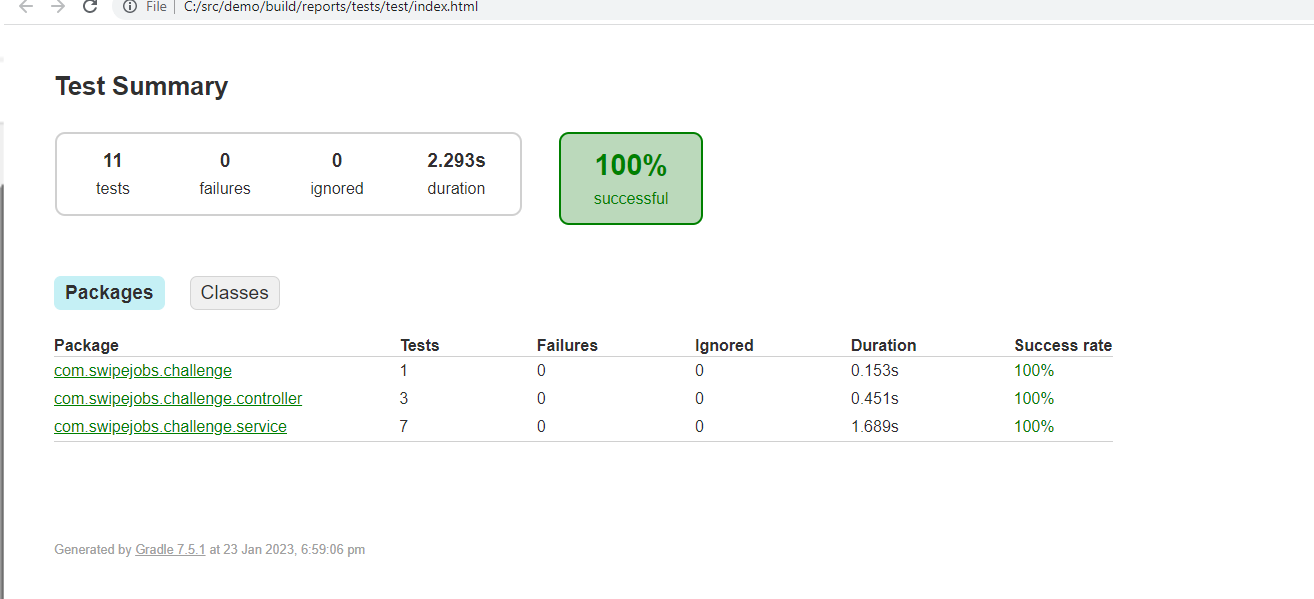 File C:/src/demo/build/reports/tests/test/index.html
Test Summary
11 0 0 2.293s
tests failures ignored duration
100%
successful
Packages Classes
Package Tests Failures Ignored Duration Success rate
com.swipejobs.challenge 1 0 0 0.153s 100%
com.swipejobs.challenge.controller 3 0 0 0.451s 100%
com.swipejobs.challenge.service 7 0 0 1.689s 100%
Generated by Gradle 7.5.1 at 23 Jan 2023, 6:59:06 pm